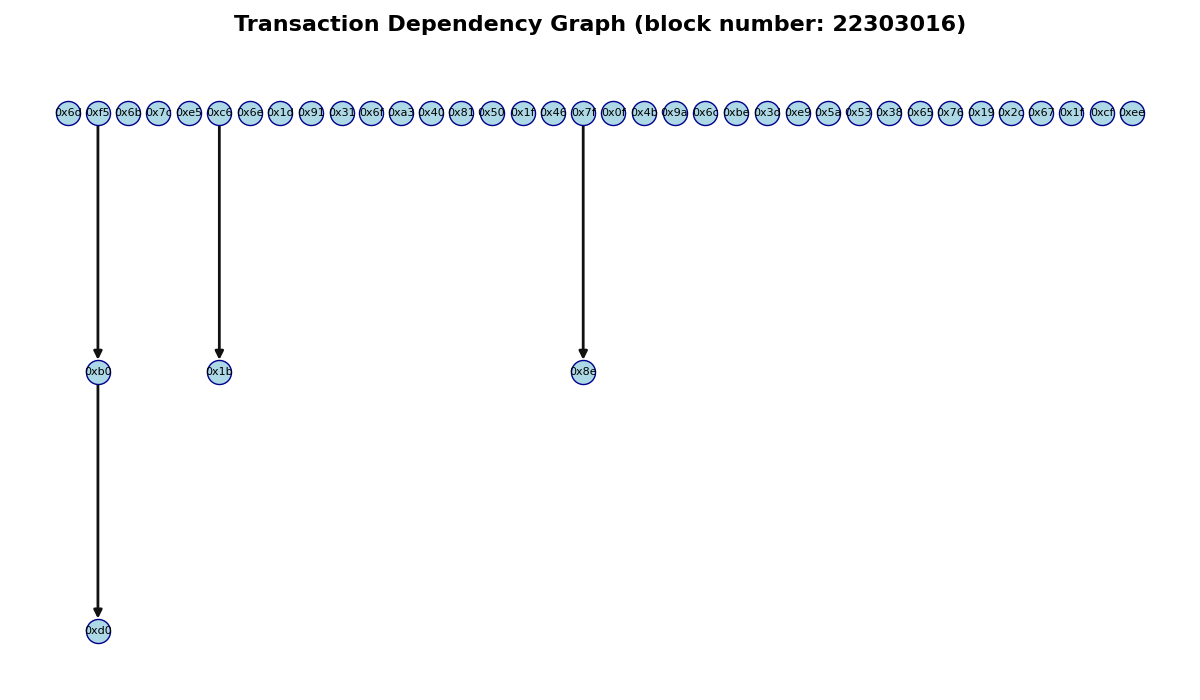 Transaction Dependency Graph (block number: 22303016)
0x6d 0xf5 0x6b 0x7c 0xe5 0xc6 0x6e 0x1d 0x91 0x31 0x6f 0xa3 0x40 0x81 0x50 0x1f 0x46 0x7f 0x0f 0x4b 0x9a 0x6c 0xbe 0x3d 0xe9 0x5a 0x53 0x38 0x65 0x76 0x19 0x2c 0x67 0x1f 0xcf 0xee
0xb0 0x1b 0x8e
0xd0